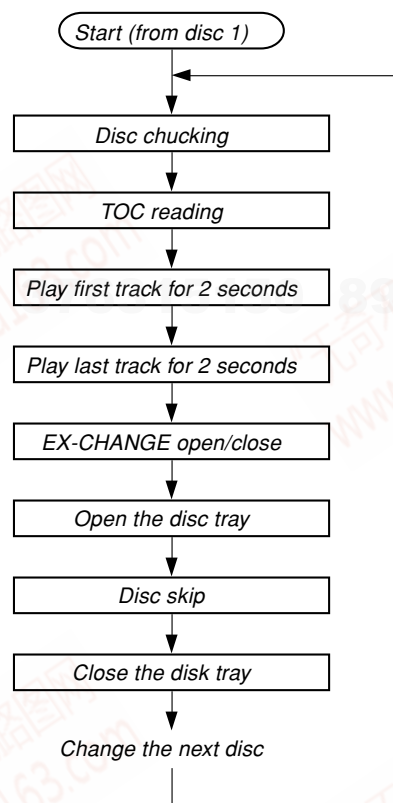 Start (from disc 1)
Disc chucking
TOC reading
Play first track for 2 seconds
Play last track for 2 seconds
EX-CHANGE open/close
Open the disc tray
Disc skip
Close the disk tray
Change the next disc